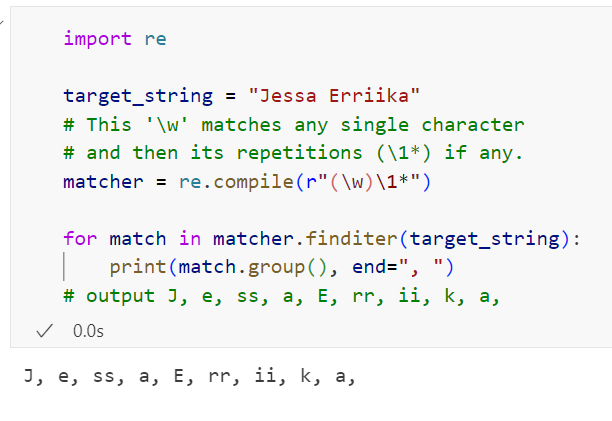 import re

target_string = "Jessa Erriika"
# This '\w' matches any single character
# and then its repetitions (\1*) if any.
matcher = re.compile(r"(\w)\1*")

for match in matcher.finditer(target_string):
    print(match.group(), end=", ")
# output J, e, ss, a, E, rr, ii, k, a,
✓ 0.0s
J, e, ss, a, E, rr, ii, k, a,